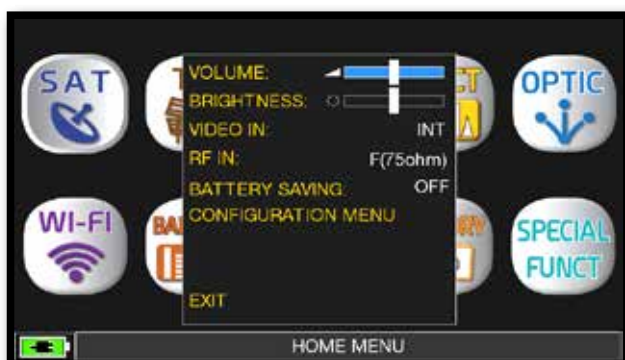 SAT
OPTIC
VOLUME:
BRIGHTNESS:
VIDEO IN: INT
RF IN: F(75ohm)
BATTERY SAVING: OFF
CONFIGURATION MENU
EXIT
WI-FI
SPECIAL
FUNCT
HOME MENU